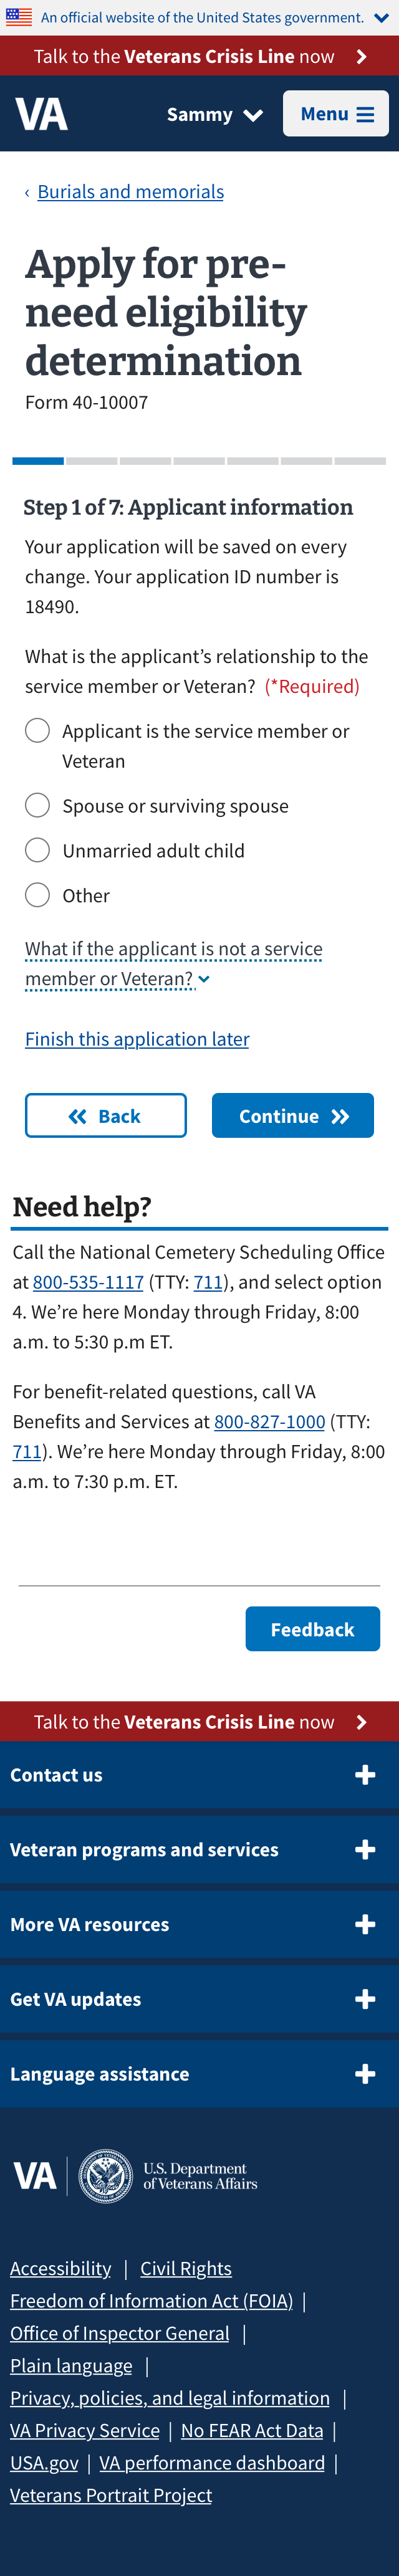 An official website of the United States government.
Talk to the Veterans Crisis Line now
VA
Sammy
Menu
‹ Burials and memorials
Apply for pre-
need eligibility
determination
Form 40-10007
Step 1 of 7: Applicant information
Your application will be saved on every
change. Your application ID number is
18490.
What is the applicant’s relationship to the
service member or Veteran? (*Required)
Applicant is the service member or
Veteran
Spouse or surviving spouse
Unmarried adult child
Other
What if the applicant is not a service
member or Veteran?
Finish this application later
Back
Continue
Need help?
Call the National Cemetery Scheduling Office
at 800-535-1117 (TTY: 711), and select option
4. We’re here Monday through Friday, 8:00
a.m. to 5:30 p.m ET.
For benefit-related questions, call VA
Benefits and Services at 800-827-1000 (TTY:
711). We’re here Monday through Friday, 8:00
a.m. to 7:30 p.m. ET.
Feedback
Talk to the Veterans Crisis Line now
Contact us
Veteran programs and services
More VA resources
Get VA updates
Language assistance
VA
U.S. Department
of Veterans Affairs
Accessibility | Civil Rights
Freedom of Information Act (FOIA) |
Office of Inspector General |
Plain language |
Privacy, policies, and legal information |
VA Privacy Service | No FEAR Act Data |
USA.gov | VA performance dashboard |
Veterans Portrait Project